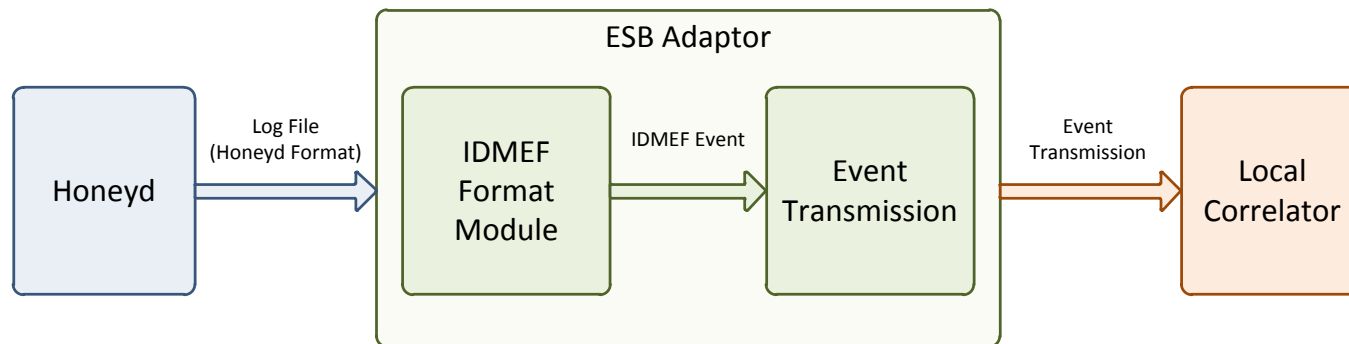 ESB Adaptor
Honeyd
Log File
(Honeyd Format)
IDMEF
Format
Module
IDMEF Event
Event
Transmission
Event
Transmission
Local
Correlator